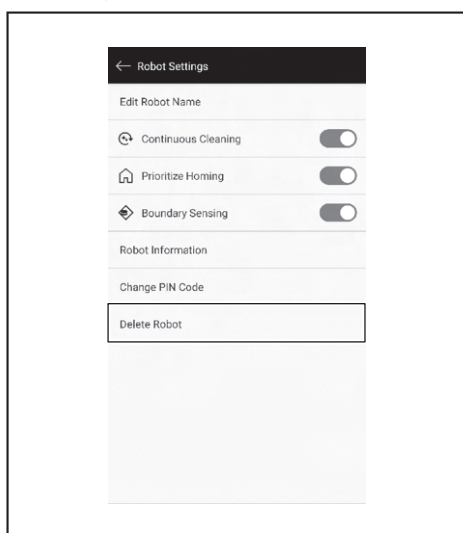 Robot Settings
Edit Robot Name
Continuous Cleaning
Prioritize Homing
Boundary Sensing
Robot Information
Change PIN Code
Delete Robot